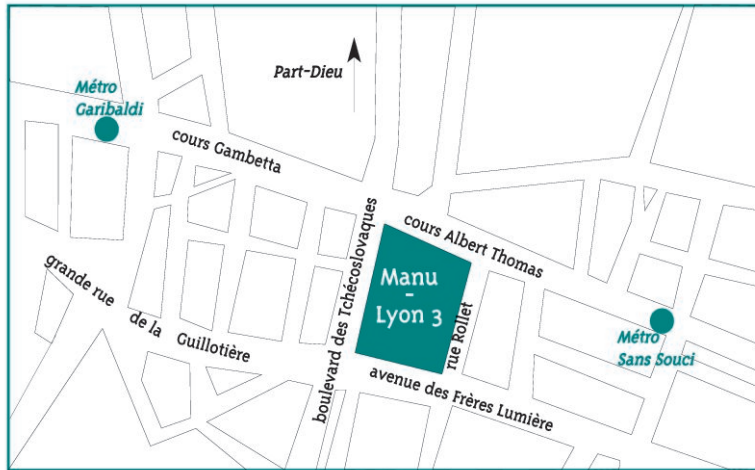 Part-Dieu
Métro
Garibaldi
cours Gambetta
cours Albert Thomas
boulevard des Tchécoslovaques
Manu
-
Lyon 3
rue Rollet
grande rue de la Guillotière
Métro
Sans Souci
avenue des Frères Lumière